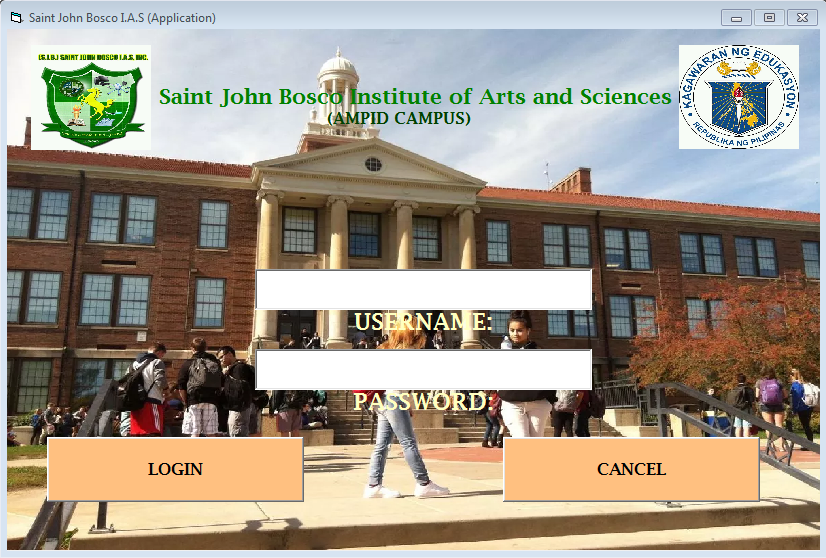 Saint John Bosco I.A.S (Application)
(S.J.B.) SAINT JOHN BOSCO I.A.S. INC.
KAGAWARAN NG EDUKASYON
REPUBLIKA NG PILIPINAS
Saint John Bosco Institute of Arts and Sciences
(AMPID CAMPUS)
USERNAME:
PASSWORD:
LOGIN
CANCEL